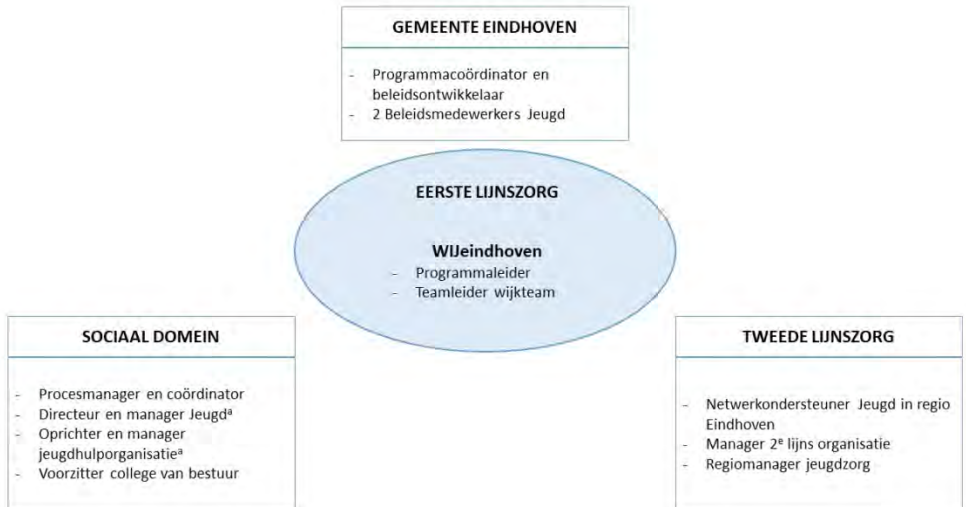 GEMEENTE EINDHOVEN
- Programmacoördinator en
beleidsontwikkelaar
- 2 Beleidsmedewerkers Jeugd
EERSTE LIJNSZORG
WIJeindhoven
- Programmaleider
- Teamleider wijkteam
SOCIAAL DOMEIN
- Procesmanager en coördinator
- Directeur en manager Jeugdᵃ
- Oprichter en manager
jeugdhulporganisatieᵃ
- Voorzitter college van bestuur
TWEEDE LIJNSZORG
- Netwerkondersteuner Jeugd in regio
Eindhoven
- Manager 2ᵉ lijns organisatie
- Regiomanager jeugdzorg